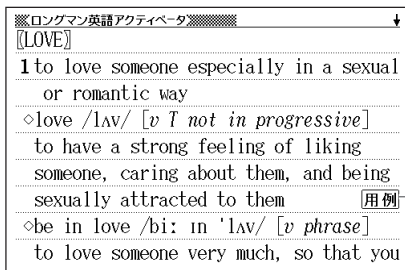 ロングマン英語アクティベータ
〖LOVE〗
1 to love someone especially in a sexual
or romantic way
◇love /lʌv/ [v T not in progressive]
to have a strong feeling of liking
someone, caring about them, and being
sexually attracted to them 用例
◇be in love /biː ɪn 'lʌv/ [v phrase]
to love someone very much, so that you